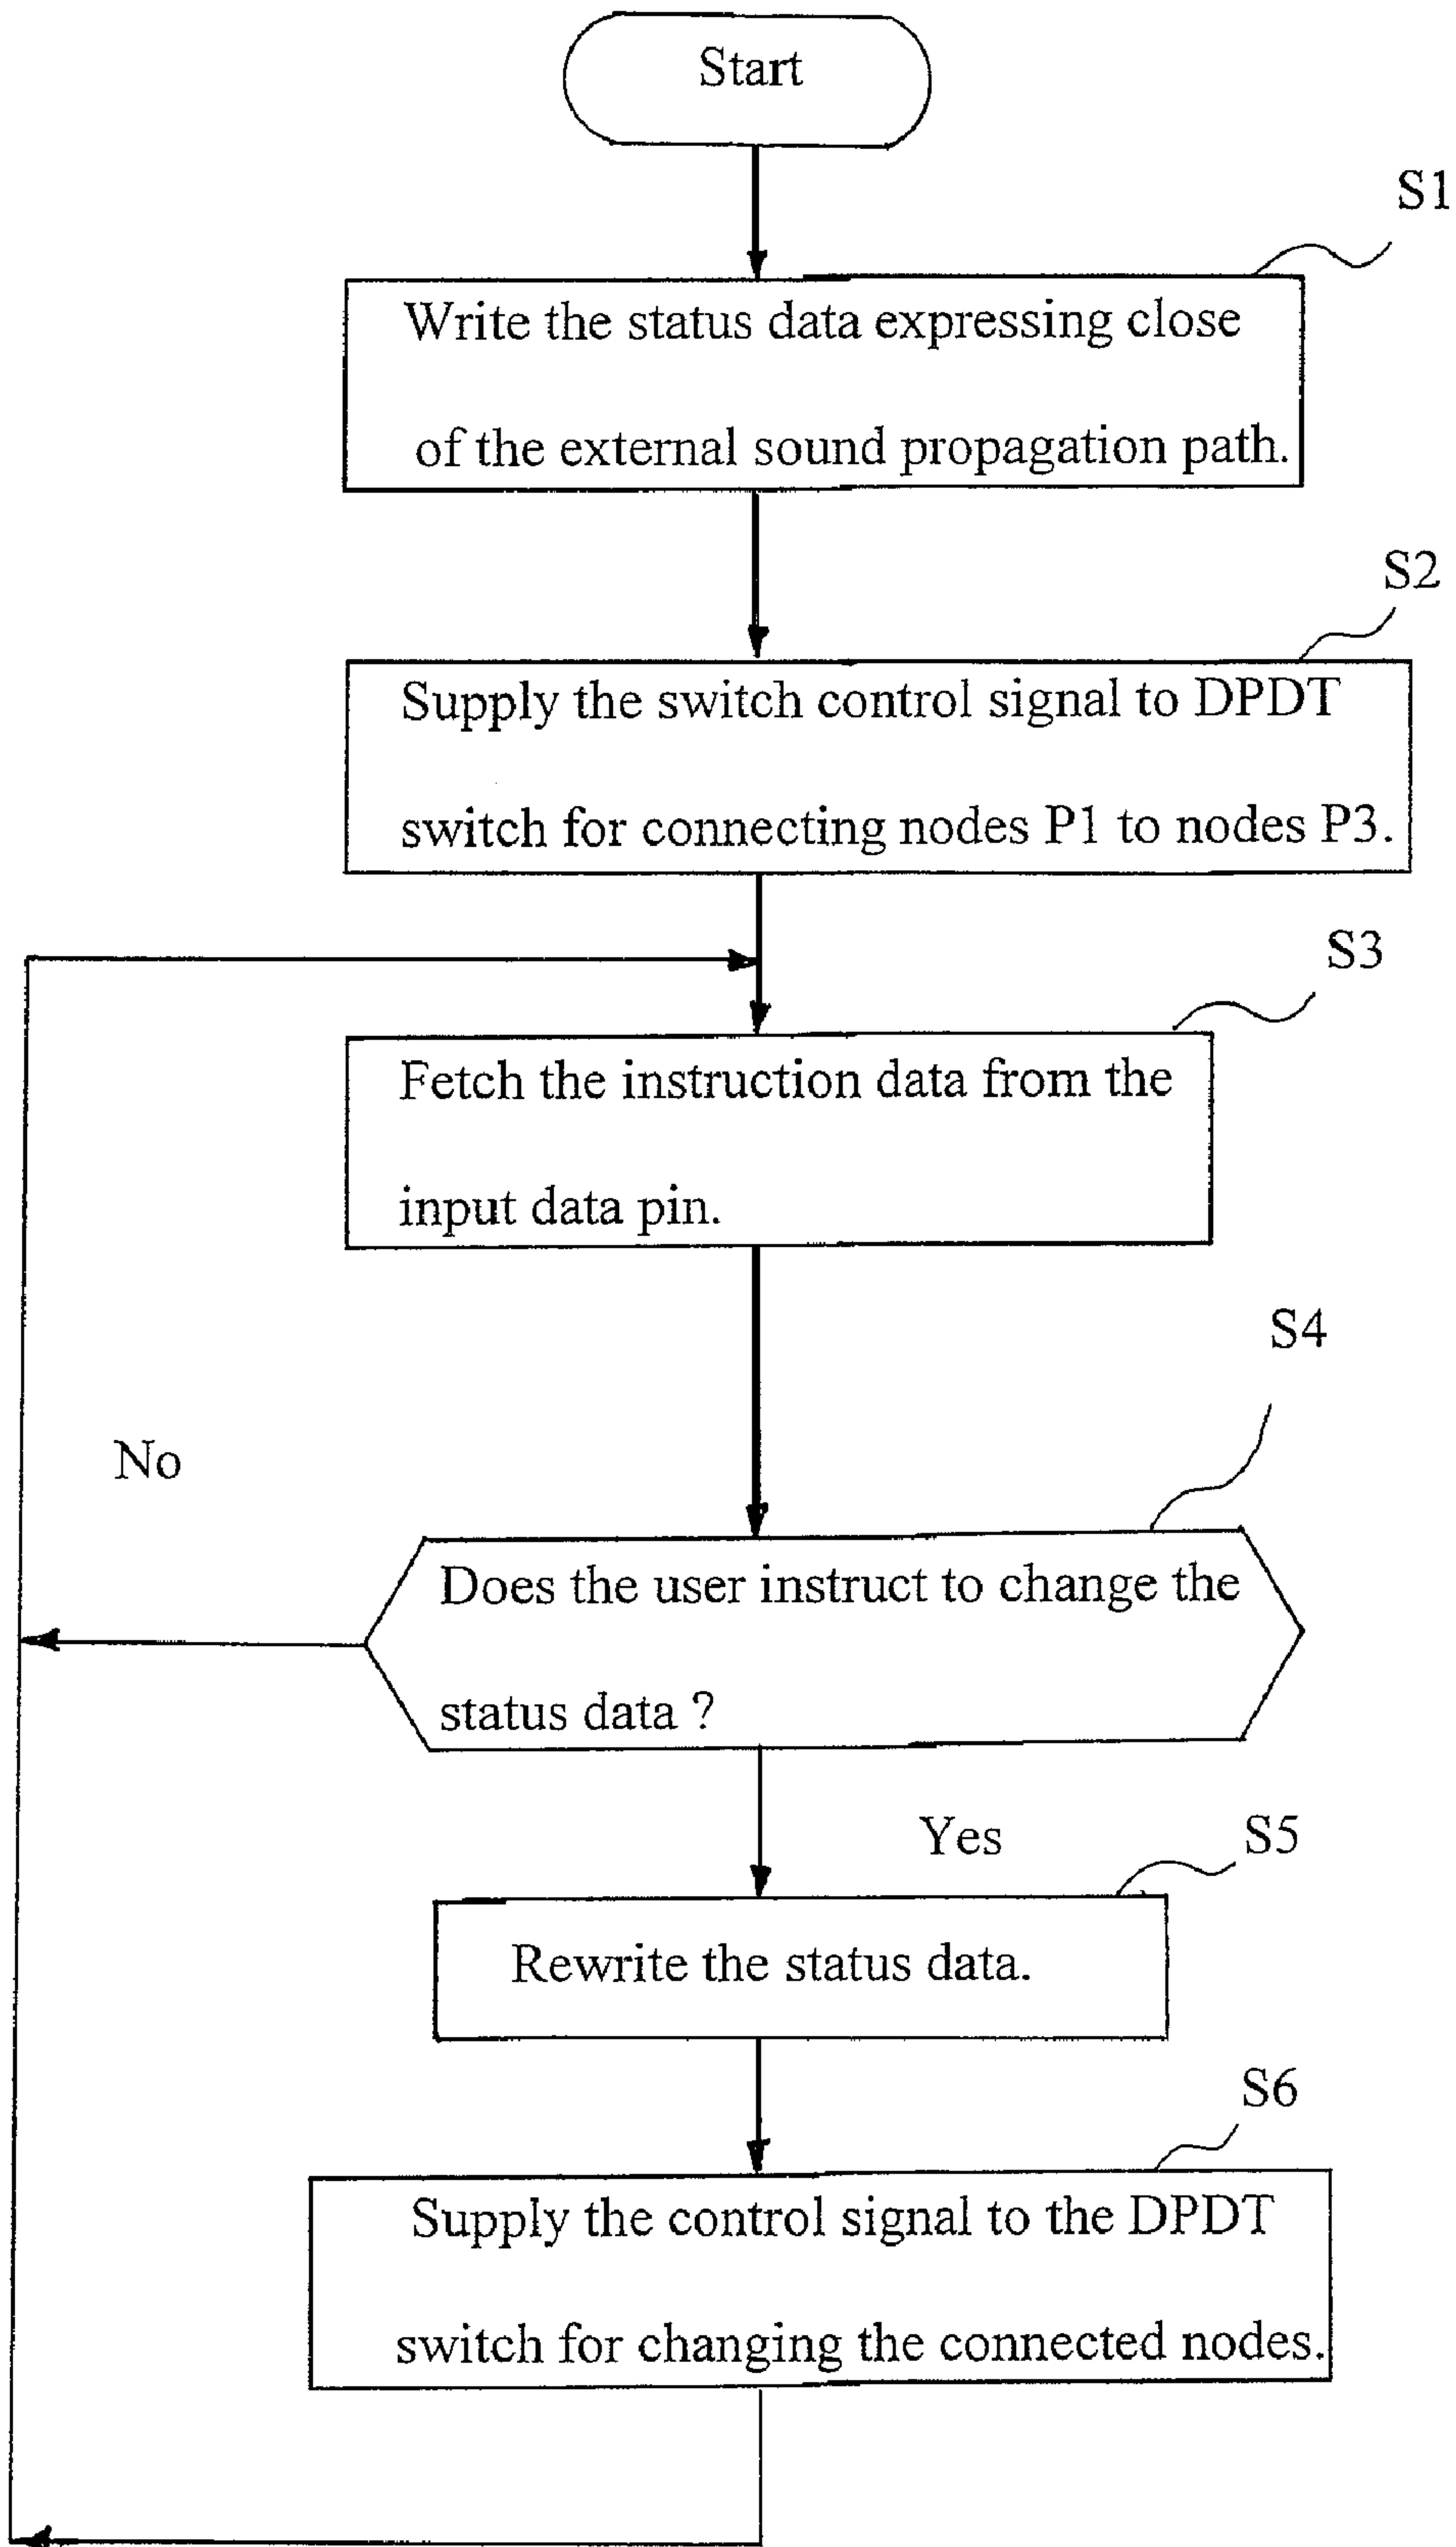 Start
S1
Write the status data expressing close
of the external sound propagation path.
S2
Supply the switch control signal to DPDT
switch for connecting nodes P1 to nodes P3.
S3
Fetch the instruction data from the
input data pin.
S4
No
Does the user instruct to change the
status data ?
Yes
S5
Rewrite the status data.
S6
Supply the control signal to the DPDT
switch for changing the connected nodes.